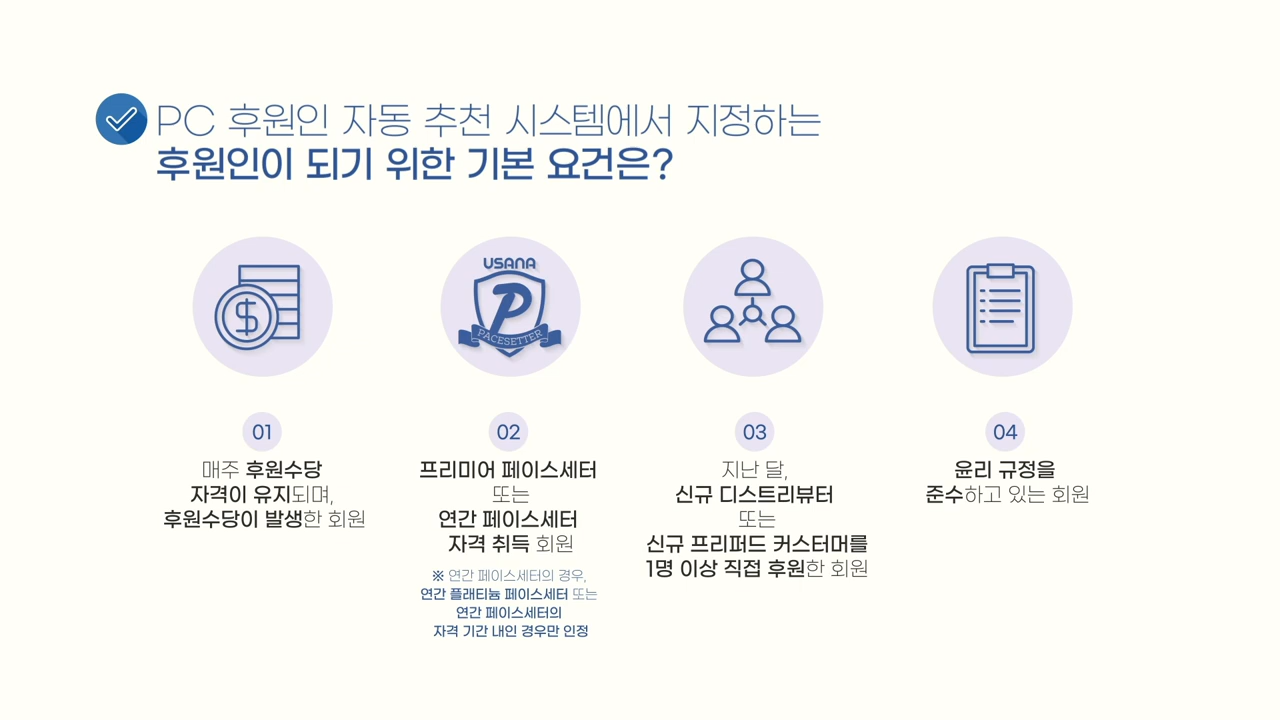 PC 후원인 자동 추천 시스템에서 지정하는
후원인이 되기 위한 기본 요건은?
USANA
P
PACESETTER
01
매주 후원수당
자격이 유지되며,
후원수당이 발생한 회원
02
프리미어 페이스세터
또는
연간 페이스세터
자격 취득 회원
※ 연간 페이스세터의 경우,
연간 플래티늄 페이스세터 또는
연간 페이스세터의
자격 기간 내인 경우만 인정
03
지난 달,
신규 디스트리뷰터
또는
신규 프리퍼드 커스터머를
1명 이상 직접 후원한 회원
04
윤리 규정을
준수하고 있는 회원